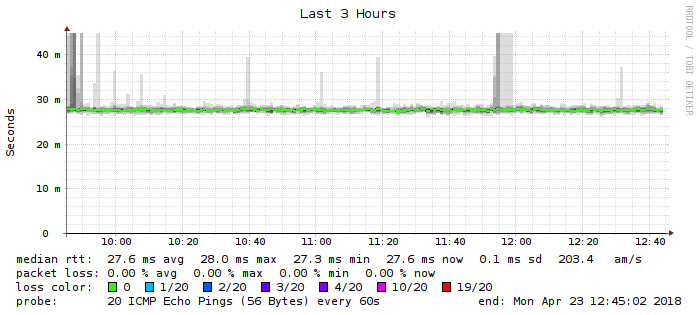 Last 3 Hours
RRDTOOL / TOBI OETIKER
Seconds
40 m
30 m
20 m
10 m
0
10:00 10:20 10:40 11:00 11:20 11:40 12:00 12:20 12:40
median rtt: 27.6 ms avg 28.0 ms max 27.3 ms min 27.6 ms now 0.1 ms sd 203.4 am/s
packet loss: 0.00 % avg 0.00 % max 0.00 % min 0.00 % now
loss color: 0 1/20 2/20 3/20 4/20 10/20 19/20
probe: 20 ICMP Echo Pings (56 Bytes) every 60s end: Mon Apr 23 12:45:02 2018